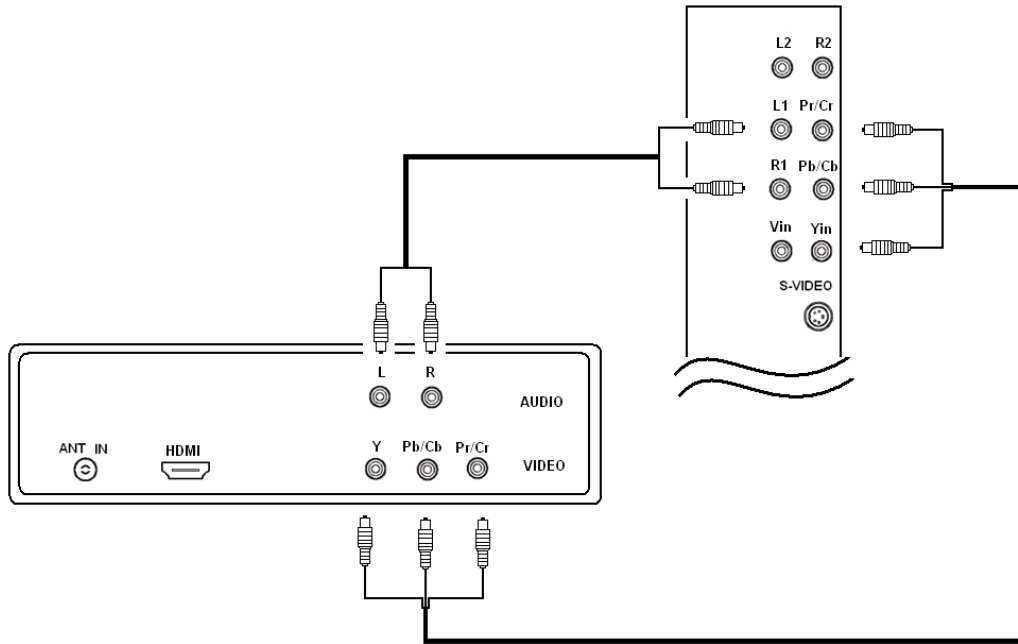 L2 R2
L1 Pr/Cr
R1 Pb/Cb
Vin Yin
S-VIDEO
L R
AUDIO
ANT IN HDMI Y Pb/Cb Pr/Cr VIDEO